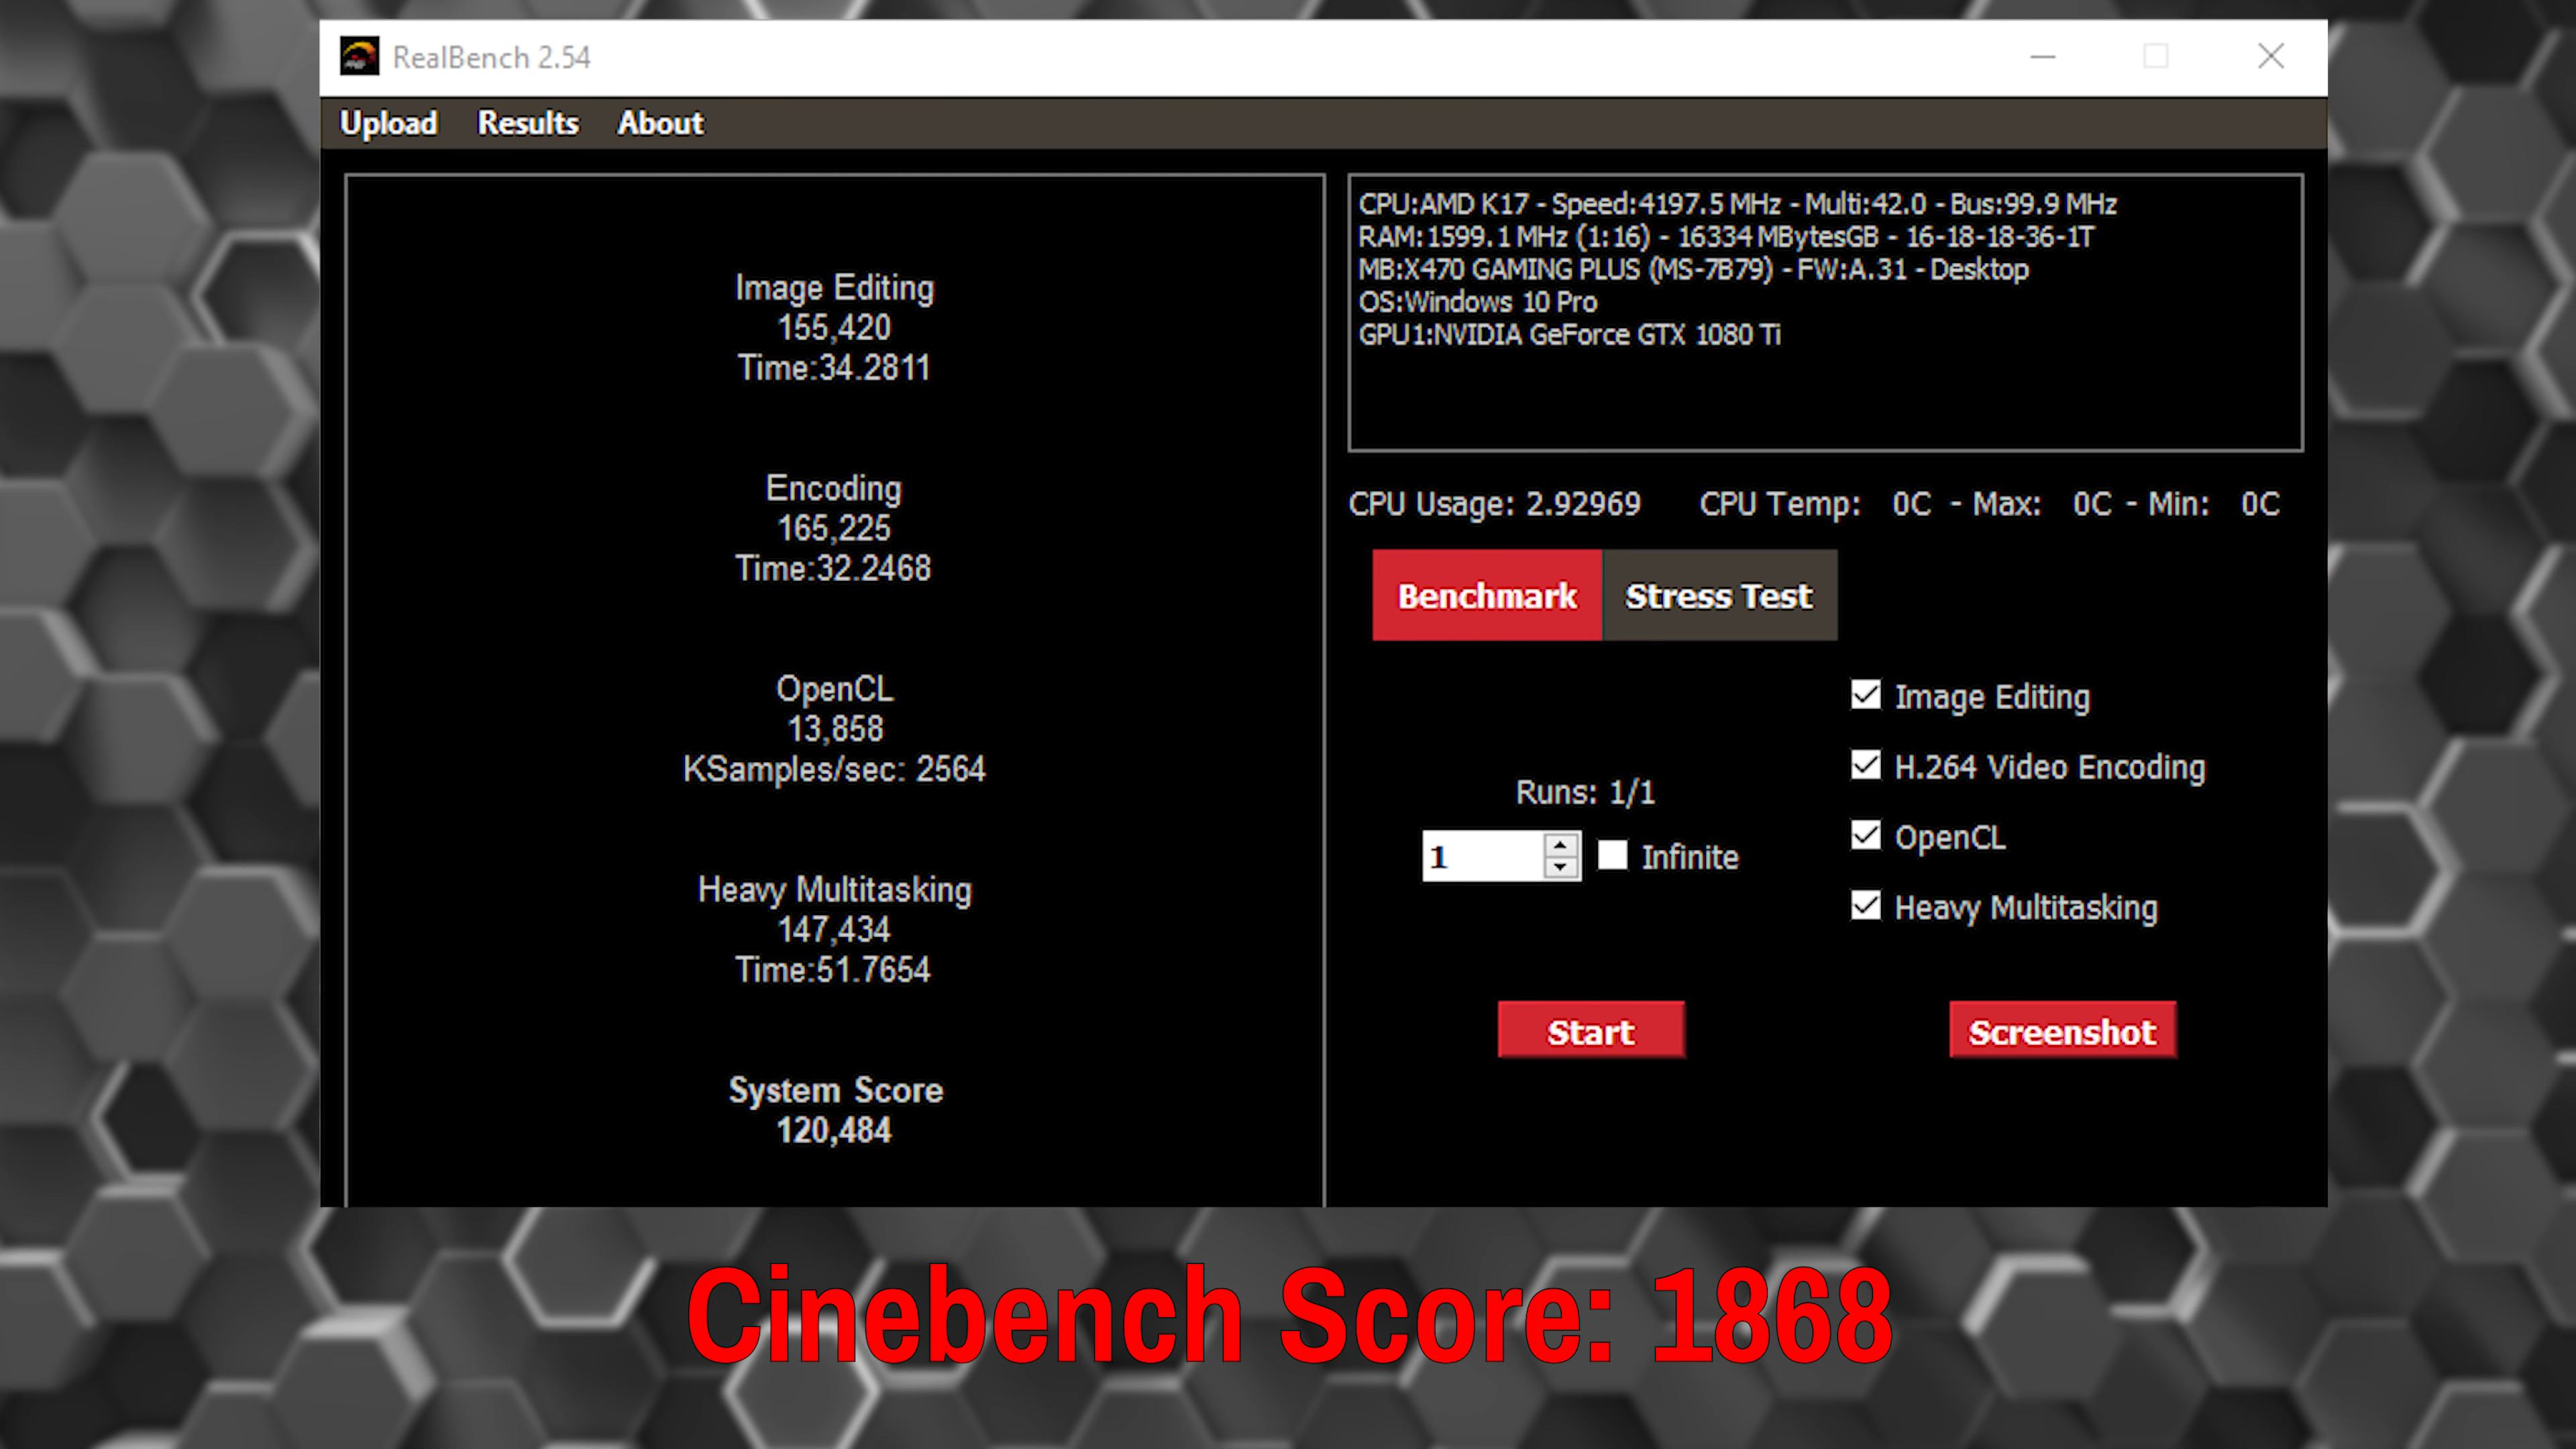 RealBench 2.54
Upload Results About
Image Editing
155,420
Time:34.2811
Encoding
165,225
Time:32.2468
OpenCL
13,858
KSamples/sec: 2564
Heavy Multitasking
147,434
Time:51.7654
System Score
120,484
CPU:AMD K17 - Speed:4197.5 MHz - Multi:42.0 - Bus:99.9 MHz
RAM:1599.1 MHz (1:16) - 16334 MBytesGB - 16-18-18-36-1T
MB:X470 GAMING PLUS (MS-7B79) - FW:A.31 - Desktop
OS:Windows 10 Pro
GPU1:NVIDIA GeForce GTX 1080 Ti
CPU Usage: 2.92969 CPU Temp: 0C - Max: 0C - Min: 0C
Benchmark Stress Test
Runs: 1/1
1 Infinite
Image Editing
H.264 Video Encoding
OpenCL
Heavy Multitasking
Start Screenshot
Cinebench Score: 1868